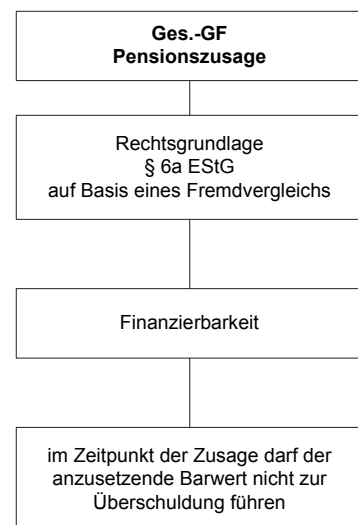 Ges.-GF
Pensionszusage
Rechtsgrundlage
§ 6a EStG
auf Basis eines Fremdvergleichs
Finanzierbarkeit
im Zeitpunkt der Zusage darf der
anzusetzende Barwert nicht zur
Überschuldung führen